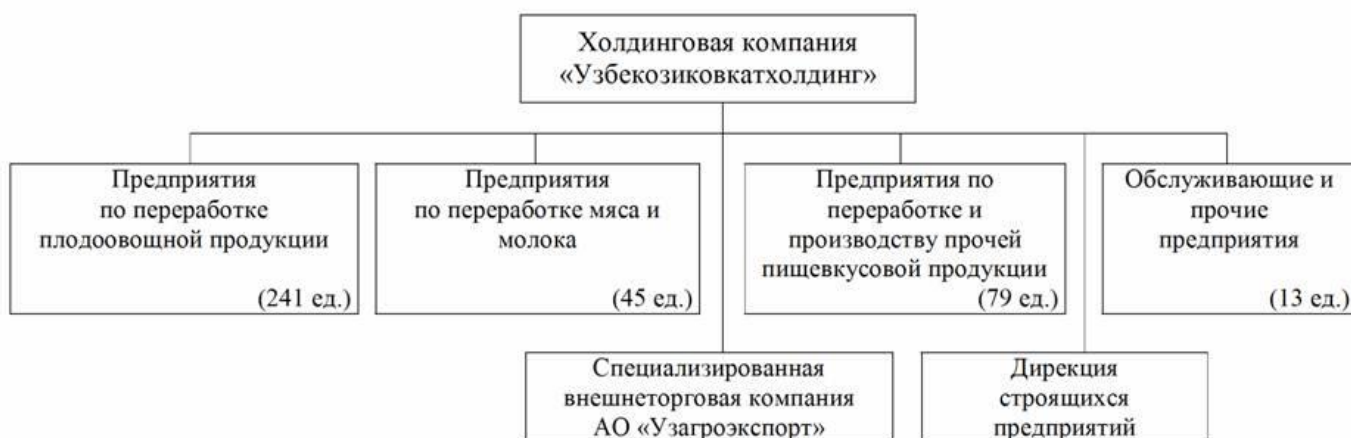 Холдинговая компания
«Узбекозиковкатхолдинг»
Предприятия
по переработке
плодоовощной продукции
(241 ед.)
Предприятия
по переработке мяса и
молока
(45 ед.)
Предприятия по
переработке и
производству прочей
пищевкусовой продукции
(79 ед.)
Обслуживающие и
прочие
предприятия
(13 ед.)
Специализированная
внешнеторговая компания
АО «Узагроэкспорт»
Дирекция
строящихся
предприятий